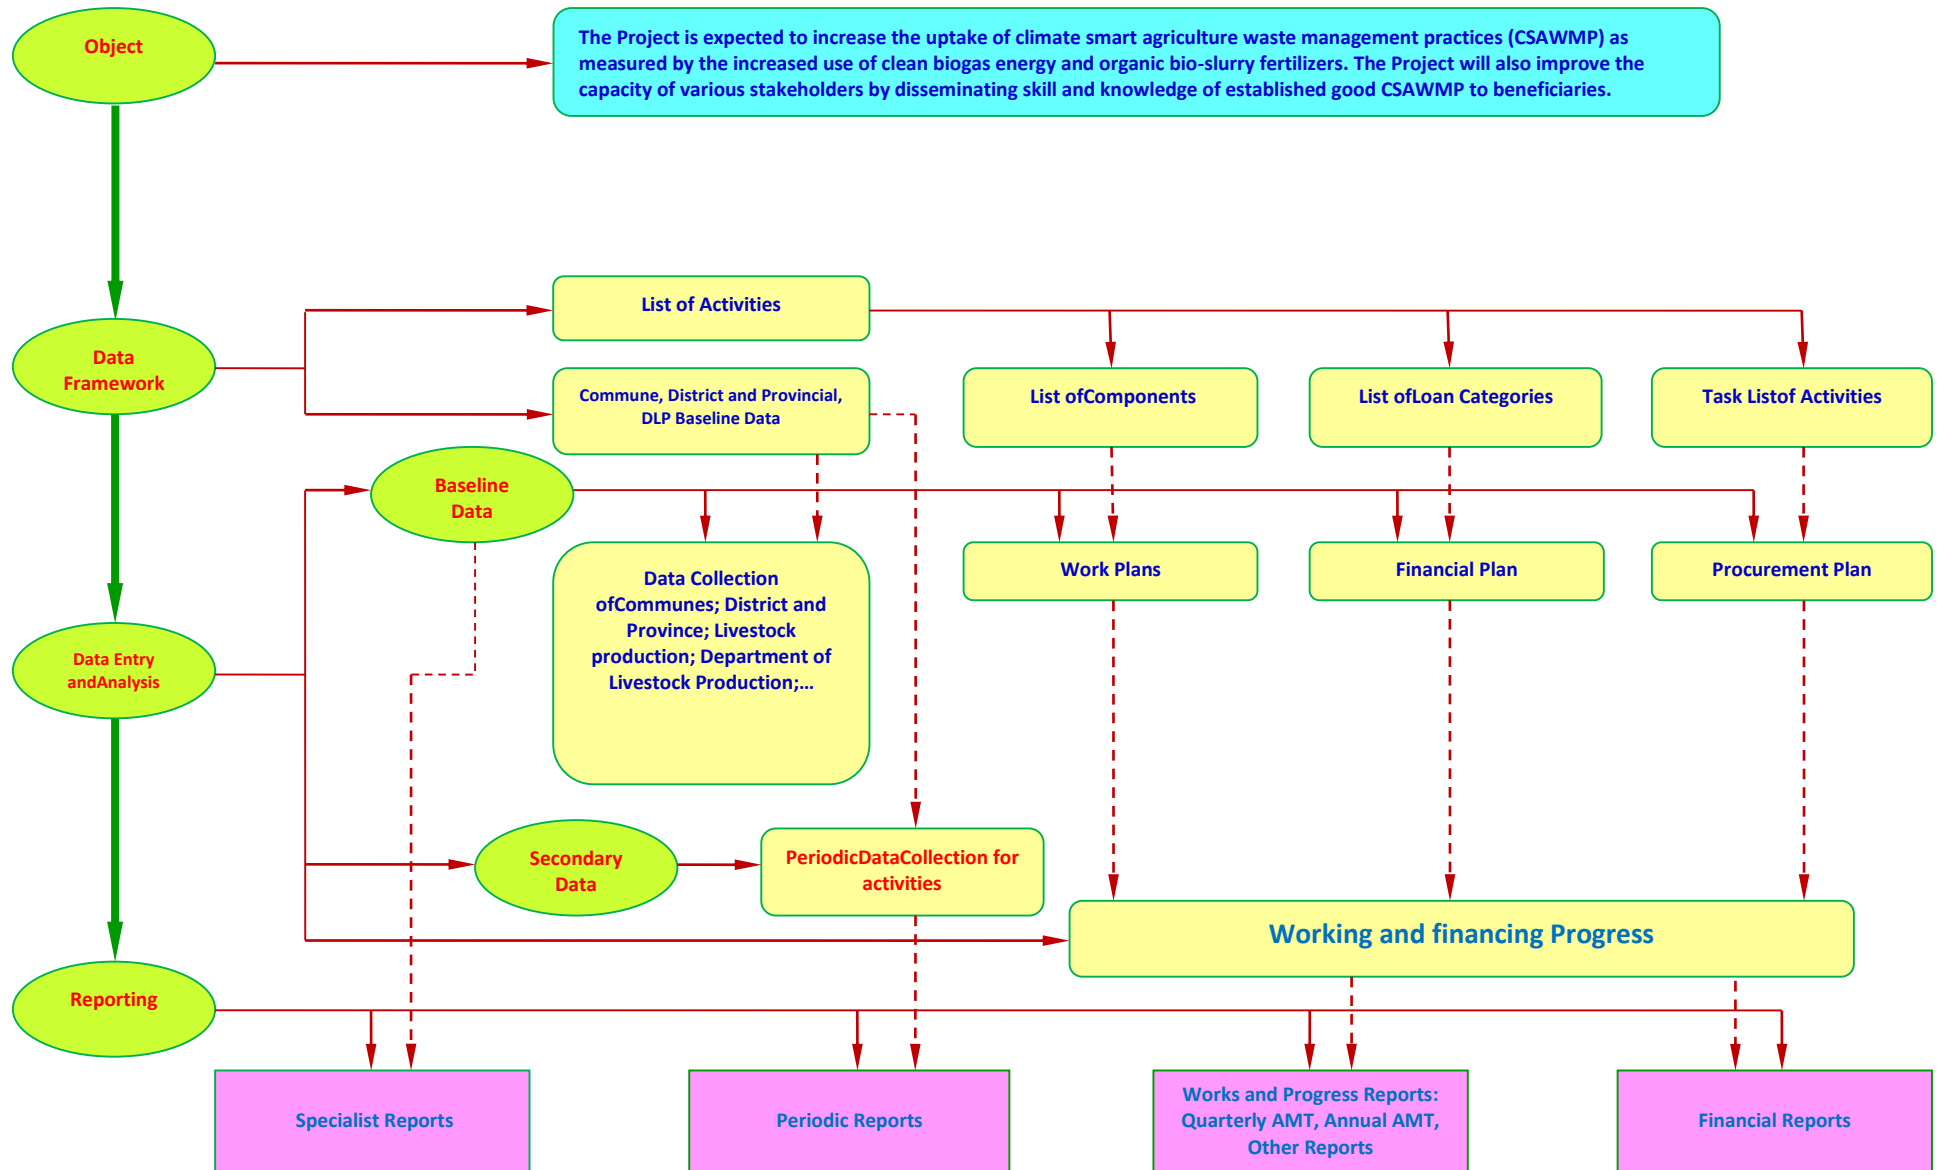 Object
The Project is expected to increase the uptake of climate smart agriculture waste management practices (CSAWMP) as
measured by the increased use of clean biogas energy and organic bio-slurry fertilizers. The Project will also improve the
capacity of various stakeholders by disseminating skill and knowledge of established good CSAWMP to beneficiaries.
List of Activities
Data
Framework
Commune, District and Provincial,
DLP Baseline Data
List ofComponents
List ofLoan Categories
Task Listof Activities
Baseline
Data
Data Collection
ofCommunes; District and
Province; Livestock
production; Department of
Livestock Production;...
Work Plans
Financial Plan
Procurement Plan
Data Entry
andAnalysis
Secondary
Data
PeriodicDataCollection for
activities
Working and financing Progress
Reporting
Specialist Reports
Periodic Reports
Works and Progress Reports:
Quarterly AMT, Annual AMT,
Other Reports
Financial Reports